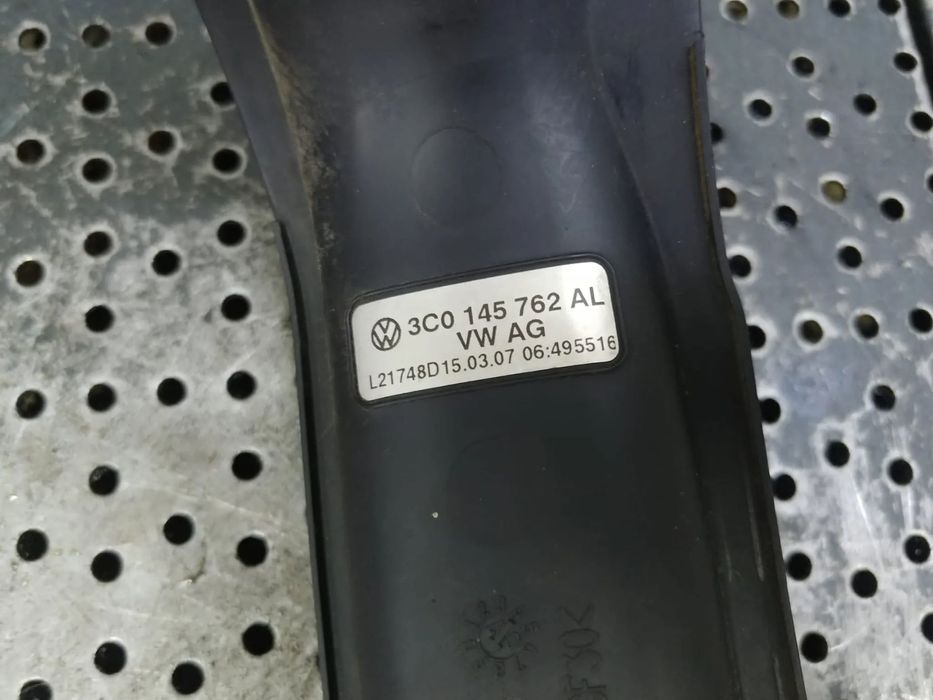 3C0 145 762 AL
VW AG
L21748D15.03.07 06:495516